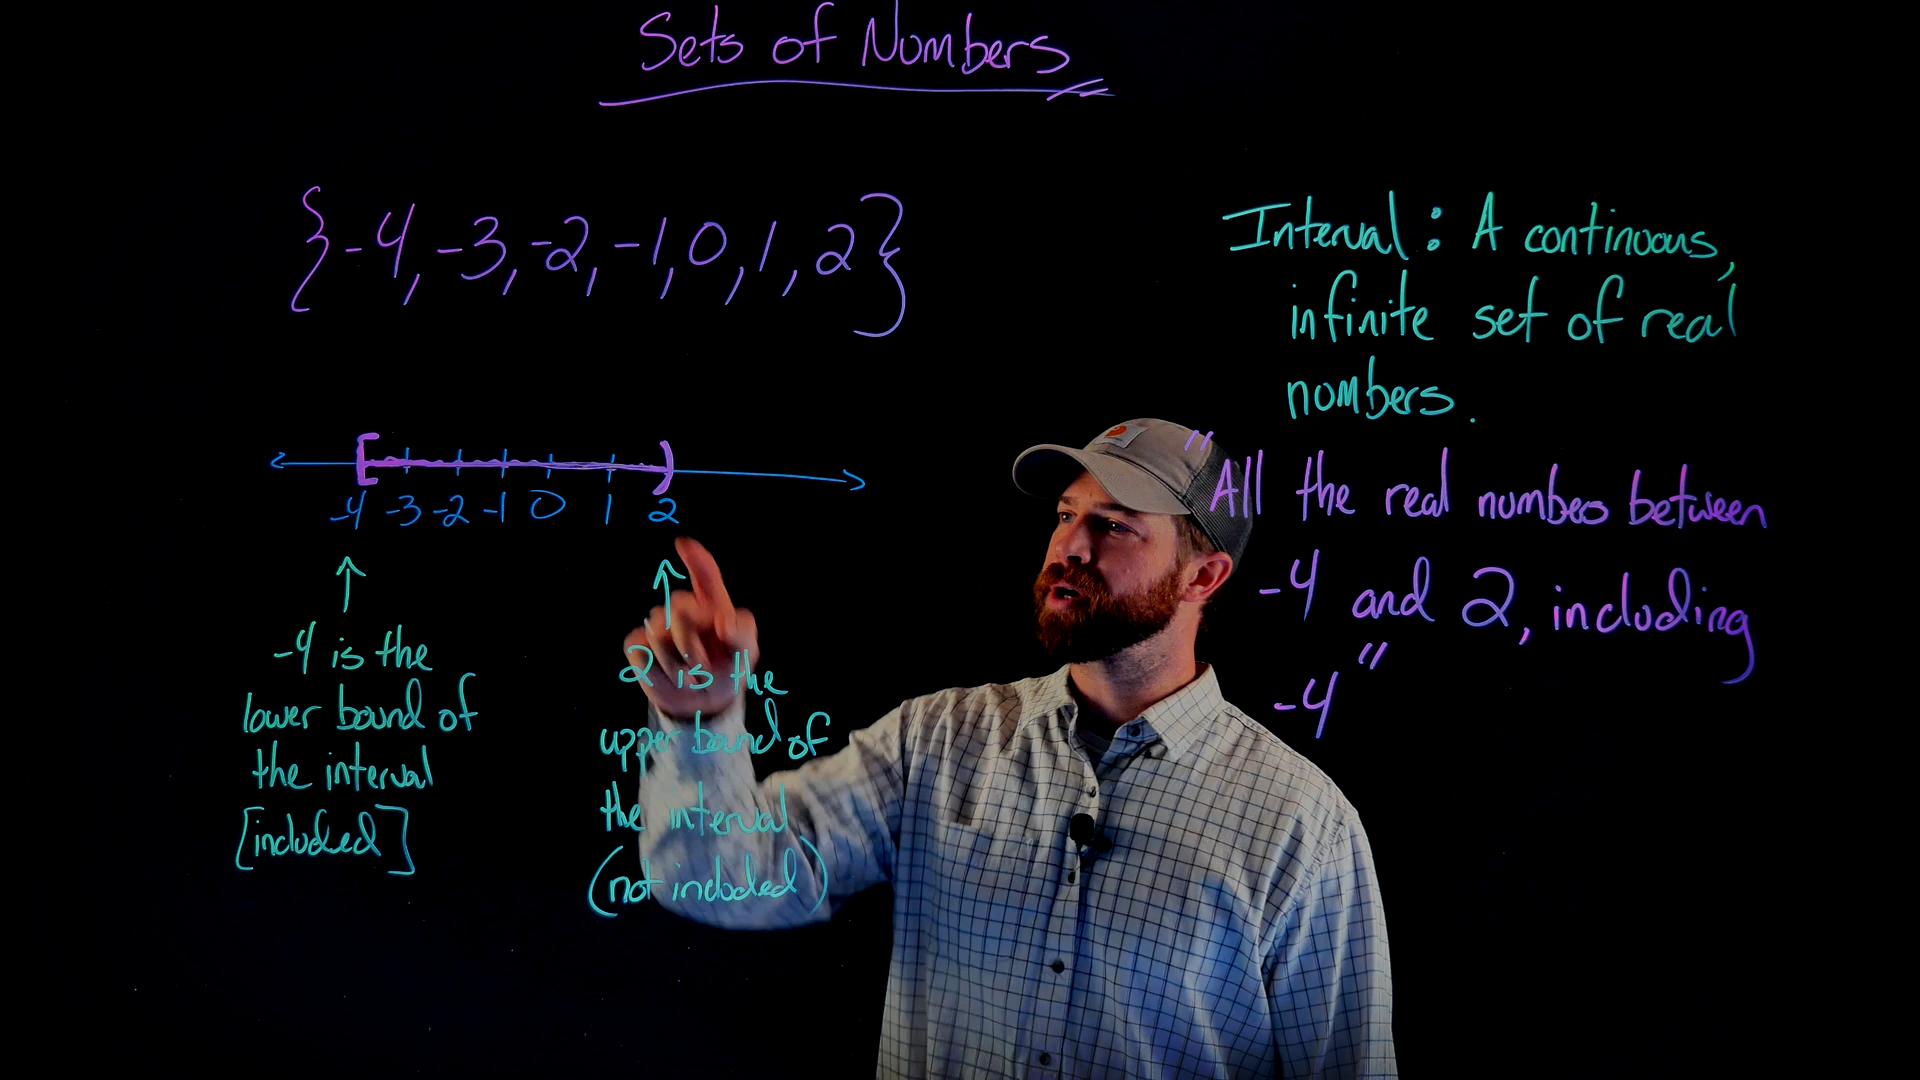 Sets of Numbers
{-4, -3, -2, -1, 0, 1, 2}
Interval: A continuous,
infinite set of real
numbers.
-4 -3 -2 -1 0 1 2
"All the real numbers between
-4 and 2, including
-4"
-4 is the
lower bound of
the interval
[included]
2 is the
upper bound of
the interval
(not included)